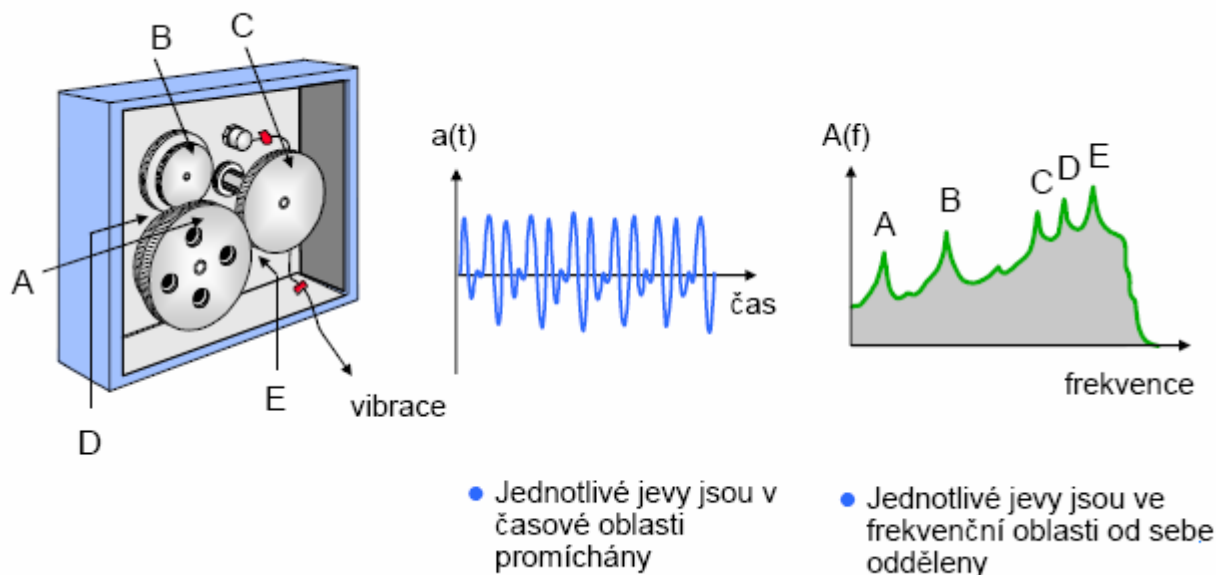 B
C
A
D
E
vibrace
a(t)
čas
A(f)
A
B
C
D
E
frekvence
Jednotlivé jevy jsou v
časové oblasti
promíchány
Jednotlivé jevy jsou ve
frekvenční oblasti od sebe
odděleny